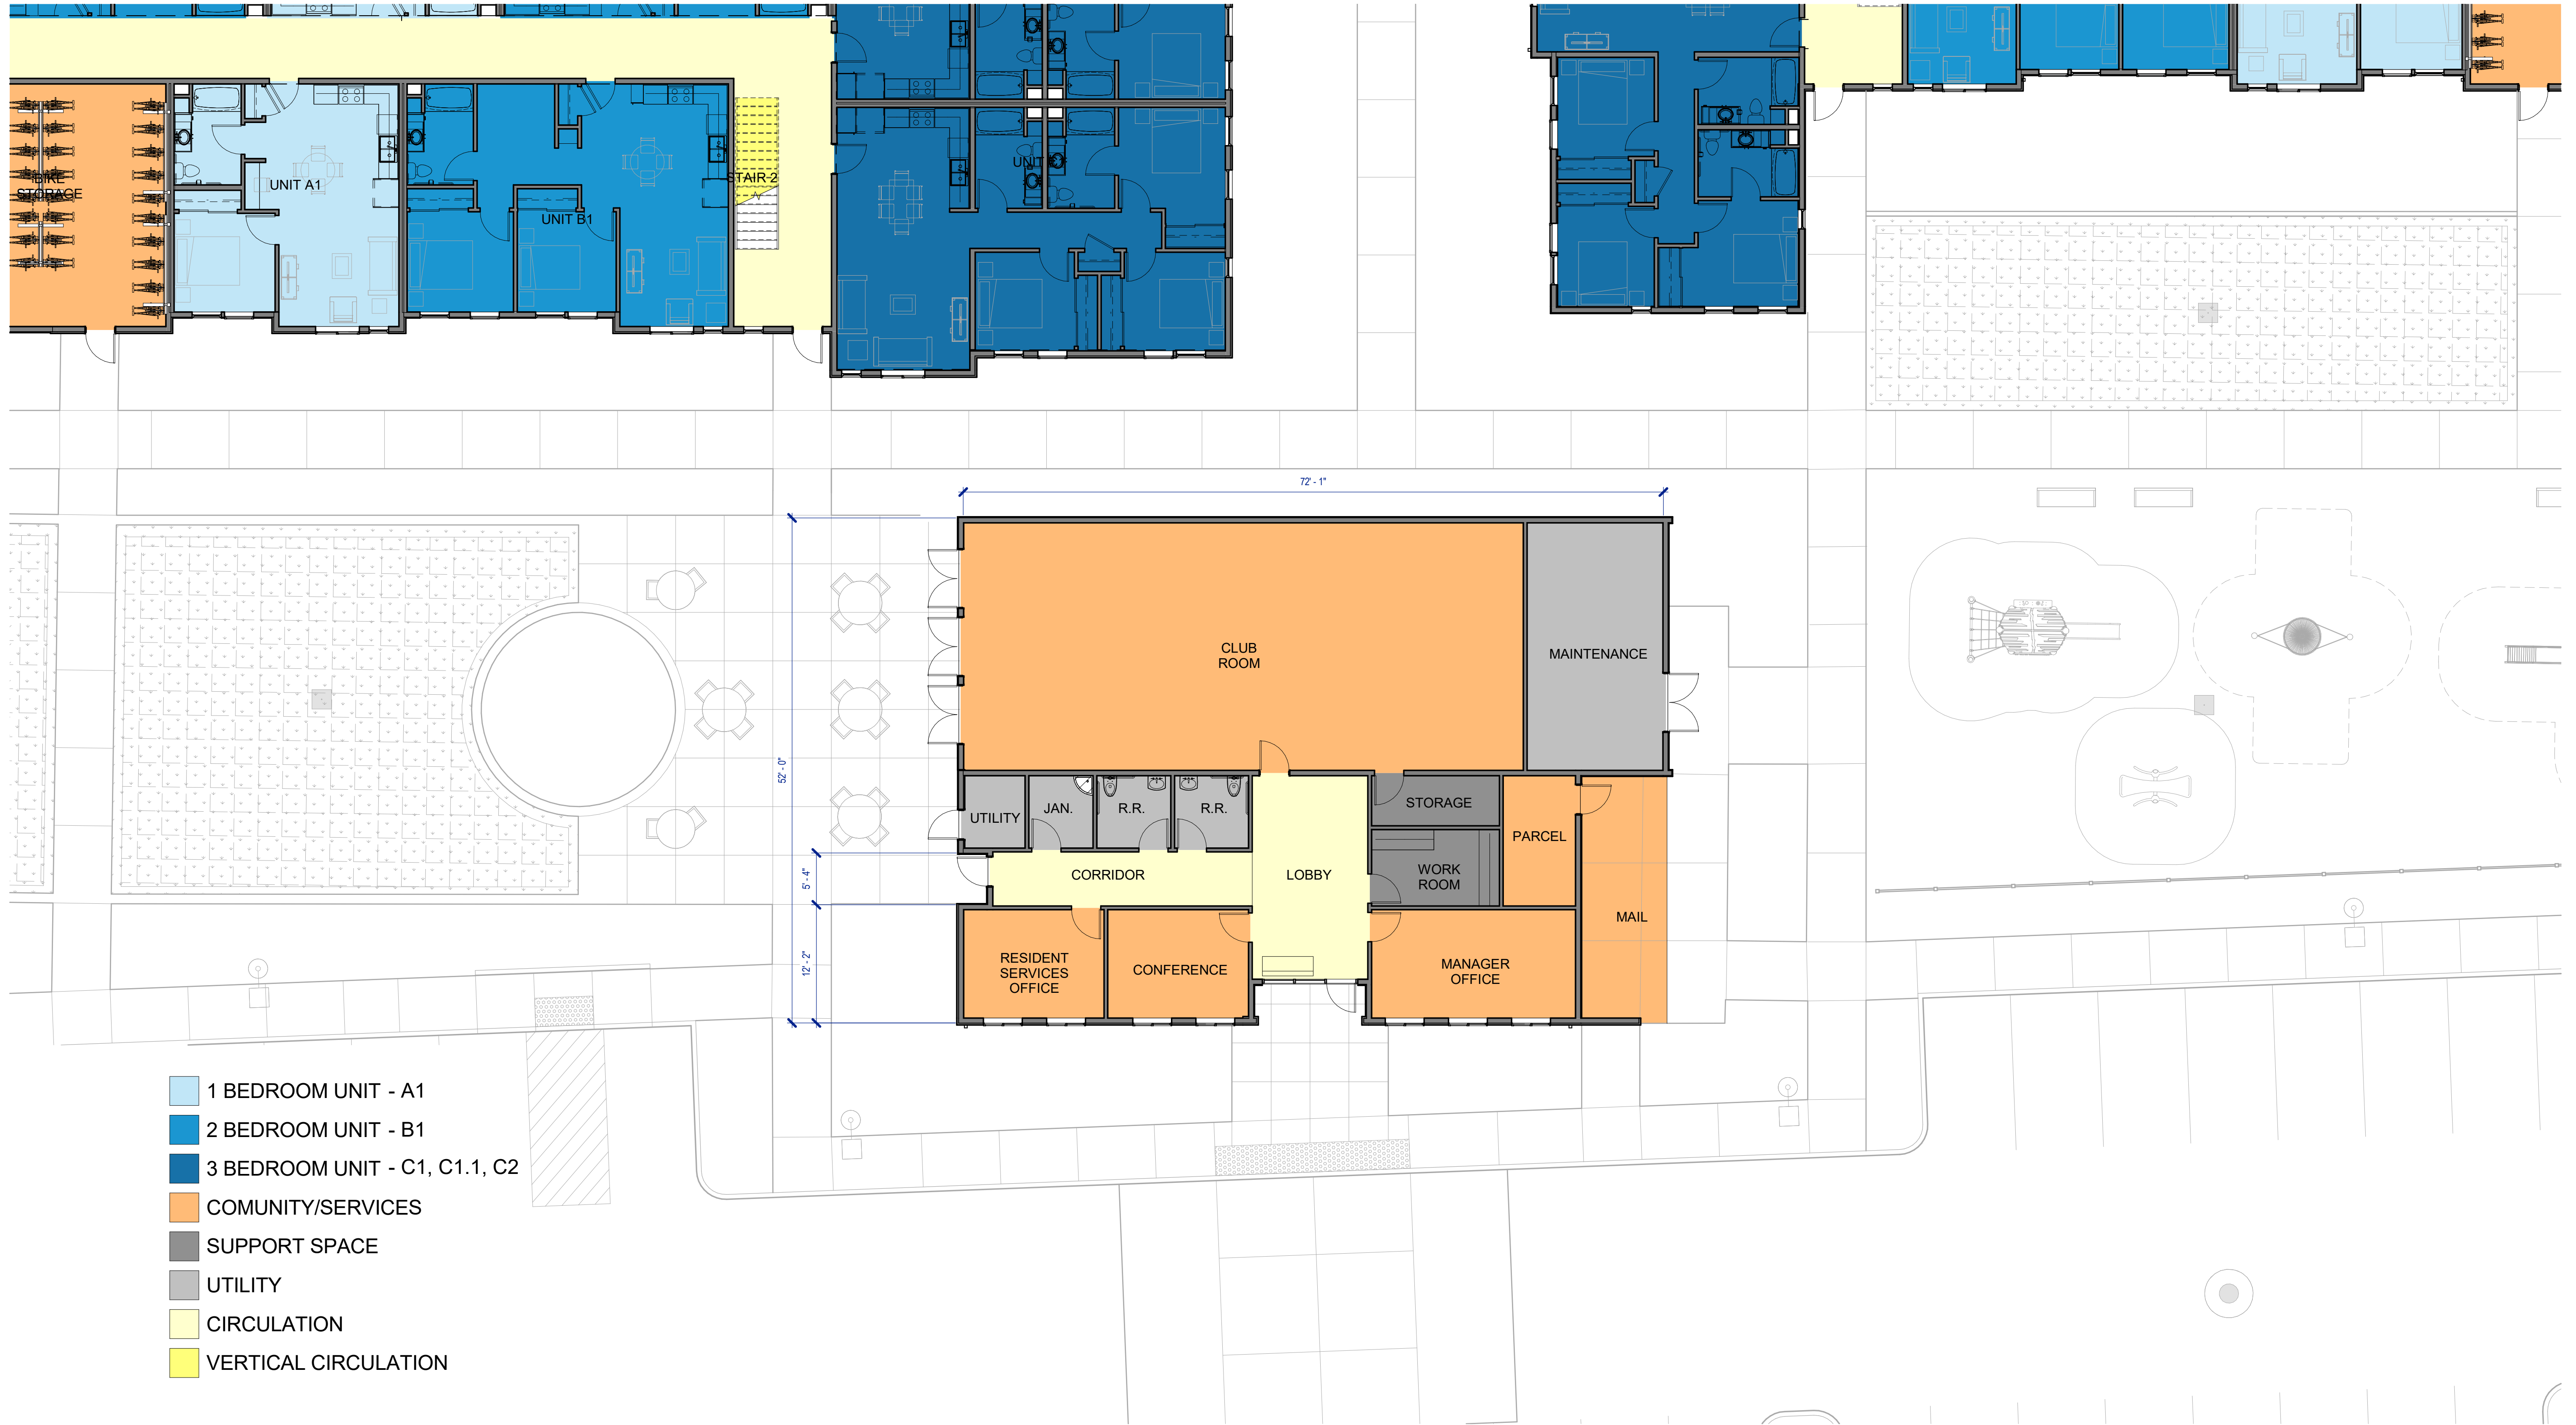 BIKE
STORAGE
UNIT A1
UNIT B1
STAIR 2
72' - 1"
52' - 0"
5' - 4"
12' - 2"
CLUB
ROOM
MAINTENANCE
UTILITY
JAN.
R.R.
R.R.
STORAGE
PARCEL
CORRIDOR
LOBBY
WORK
ROOM
MAIL
RESIDENT
SERVICES
OFFICE
CONFERENCE
MANAGER
OFFICE
1 BEDROOM UNIT - A1
2 BEDROOM UNIT - B1
3 BEDROOM UNIT - C1, C1.1, C2
COMUNITY/SERVICES
SUPPORT SPACE
UTILITY
CIRCULATION
VERTICAL CIRCULATION